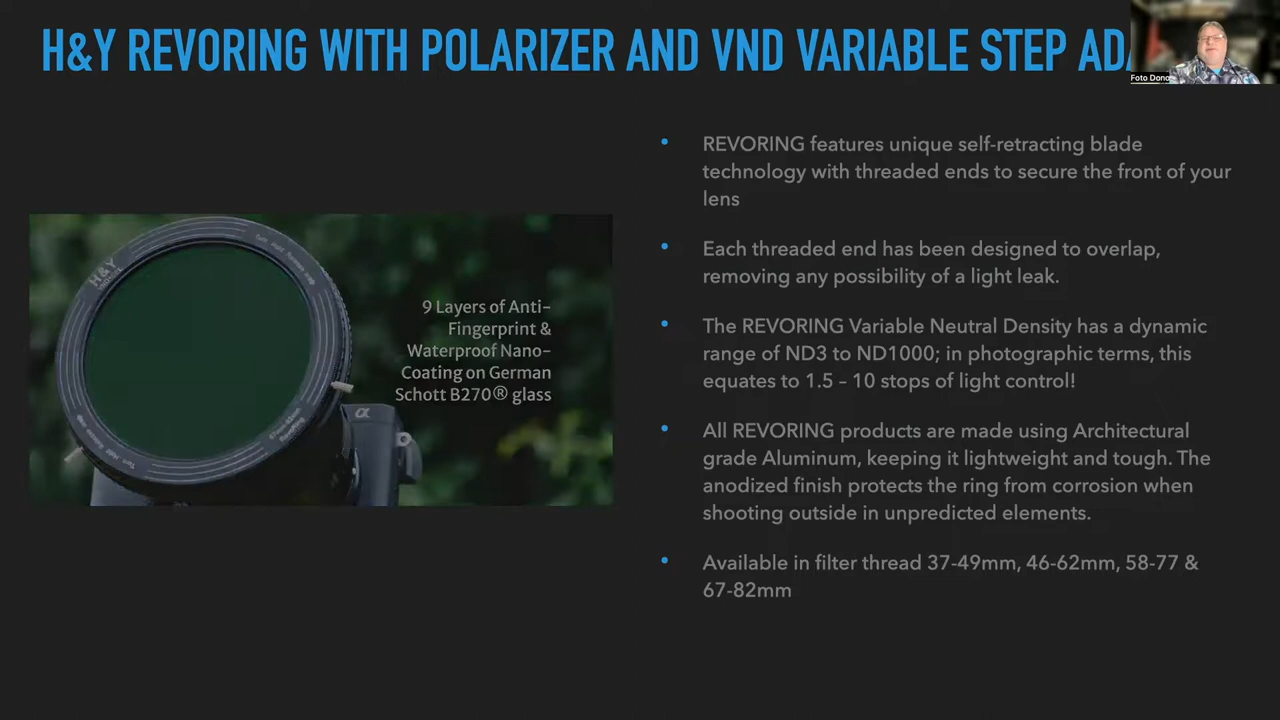 H&Y REVORING WITH POLARIZER AND VND VARIABLE STEP
Foto
REVORING features unique self-retracting blade
technology with threaded ends to secure the front of your
lens
Each threaded end has been designed to overlap,
removing any possibility of a light leak.
The REVORING Variable Neutral Density has a dynamic
range of ND3 to ND1000; in photographic terms, this
equates to 1.5 – 10 stops of light control!
All REVORING products are made using Architectural
grade Aluminum, keeping it lightweight and tough. The
anodized finish protects the ring from corrosion when
shooting outside in unpredicted elements.
Available in filter thread 37-49mm, 46-62mm, 58-77 &
67-82mm
9 Layers of Anti-
Fingerprint &
Waterproof Nano-
Coating on German
Schott B270® glass
H&Y
α